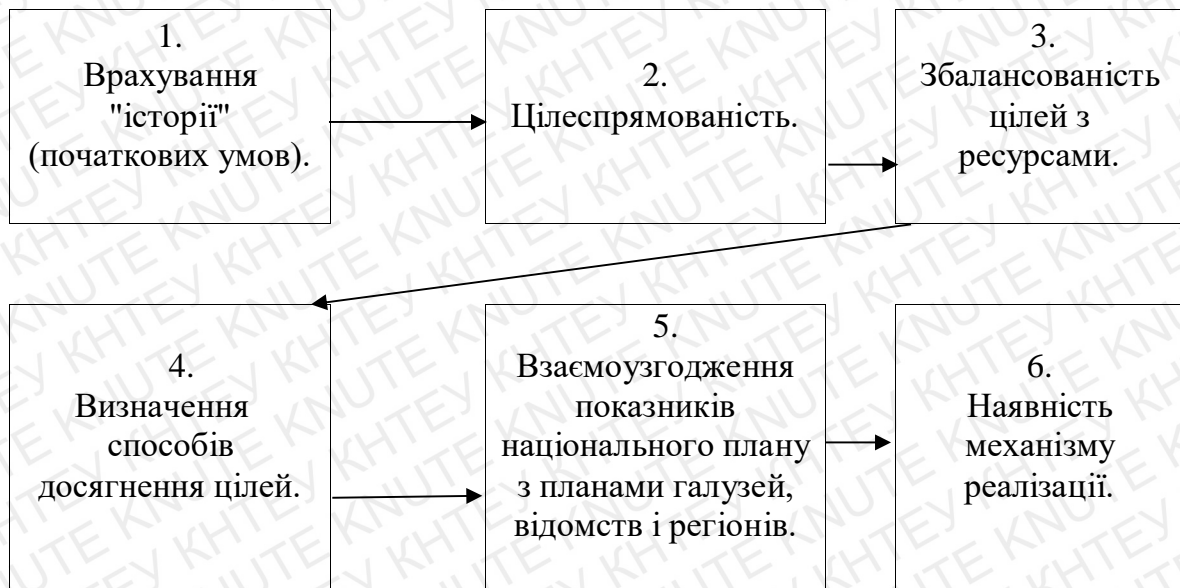 1.
Врахування
"історії"
(початкових умов).
2.
Цілеспрямованість.
3.
Збалансованість
цілей з
ресурсами.
4.
Визначення
способів
досягнення цілей.
5.
Взаємоузгодження
показників
національного плану
з планами галузей,
відомств і регіонів.
6.
Наявність
механізму
реалізації.